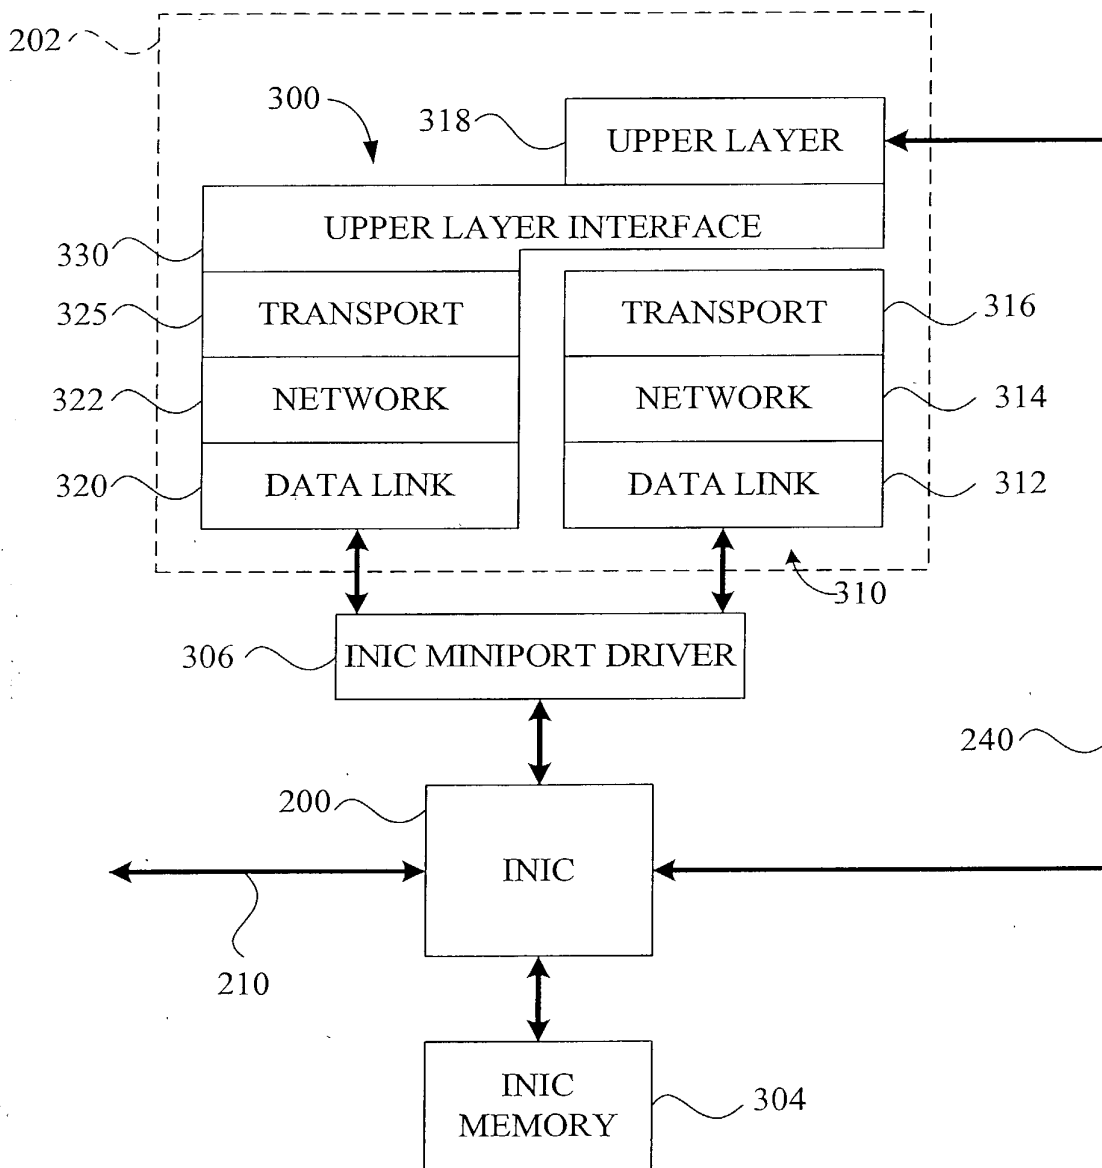 202
300
318
UPPER LAYER
UPPER LAYER INTERFACE
330
325
TRANSPORT
TRANSPORT
316
322
NETWORK
NETWORK
314
320
DATA LINK
DATA LINK
312
310
306
INIC MINIPORT DRIVER
240
200
INIC
210
INIC
MEMORY
304